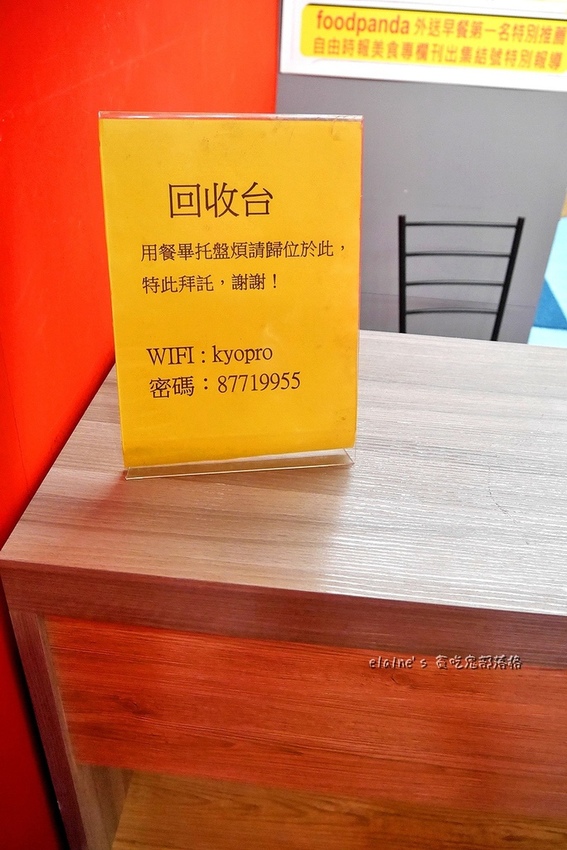 foodpanda 外送早餐第一名特別推薦
自由時報美食專欄刊出集結號特別報導
回收台
用餐畢托盤煩請歸位於此，
特此拜託，謝謝！
WIFI : kyopro
密碼：87719955
elaine's 貪吃鬼部落格